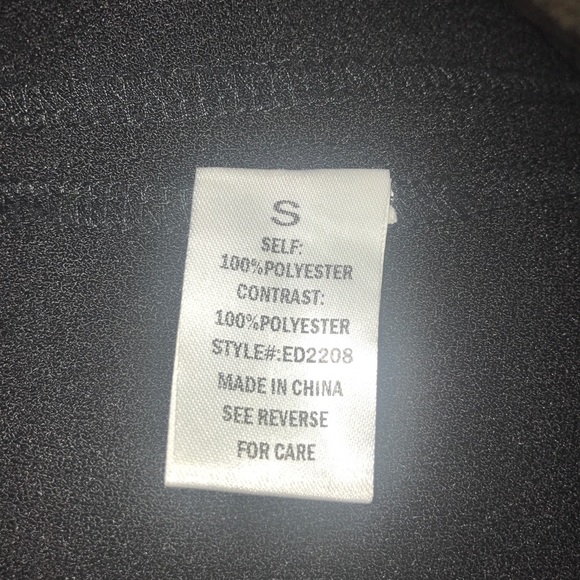 S
SELF:
100%POLYESTER
CONTRAST:
100%POLYESTER
STYLE#:ED2208
MADE IN CHINA
SEE REVERSE
FOR CARE